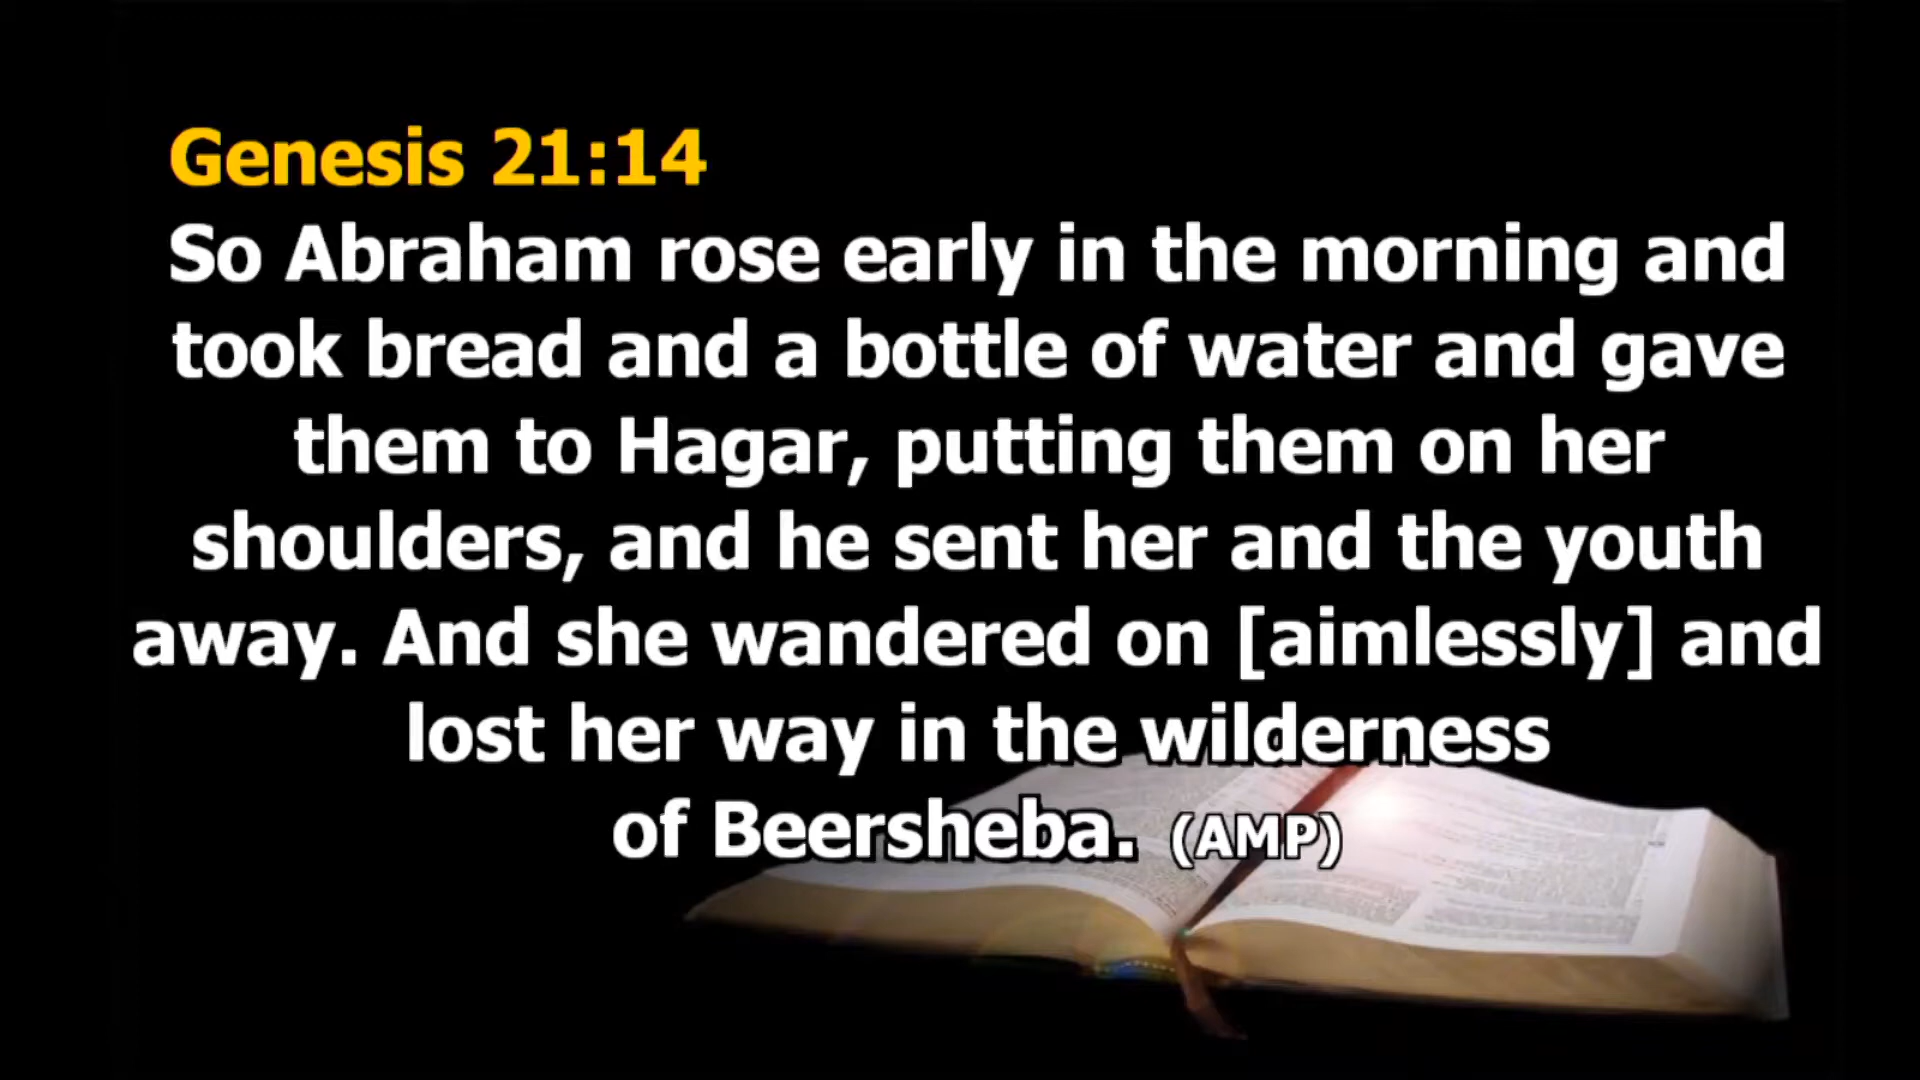 Genesis 21:14
So Abraham rose early in the morning and
took bread and a bottle of water and gave
them to Hagar, putting them on her
shoulders, and he sent her and the youth
away. And she wandered on [aimlessly] and
lost her way in the wilderness
of Beersheba. (AMP)